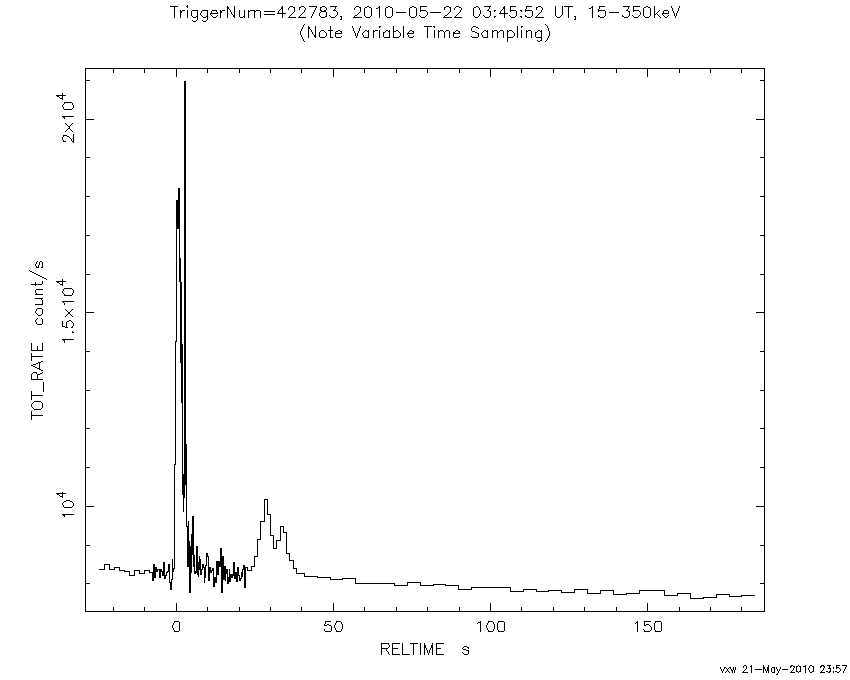 TriggerNum=422783, 2010-05-22 03:45:52 UT, 15-350keV
(Note Variable Time Sampling)
TOT_RATE count/s
2×10⁴
1.5×10⁴
10⁴
0 50 100 150
RELTIME s
vxw 21-May-2010 23:57